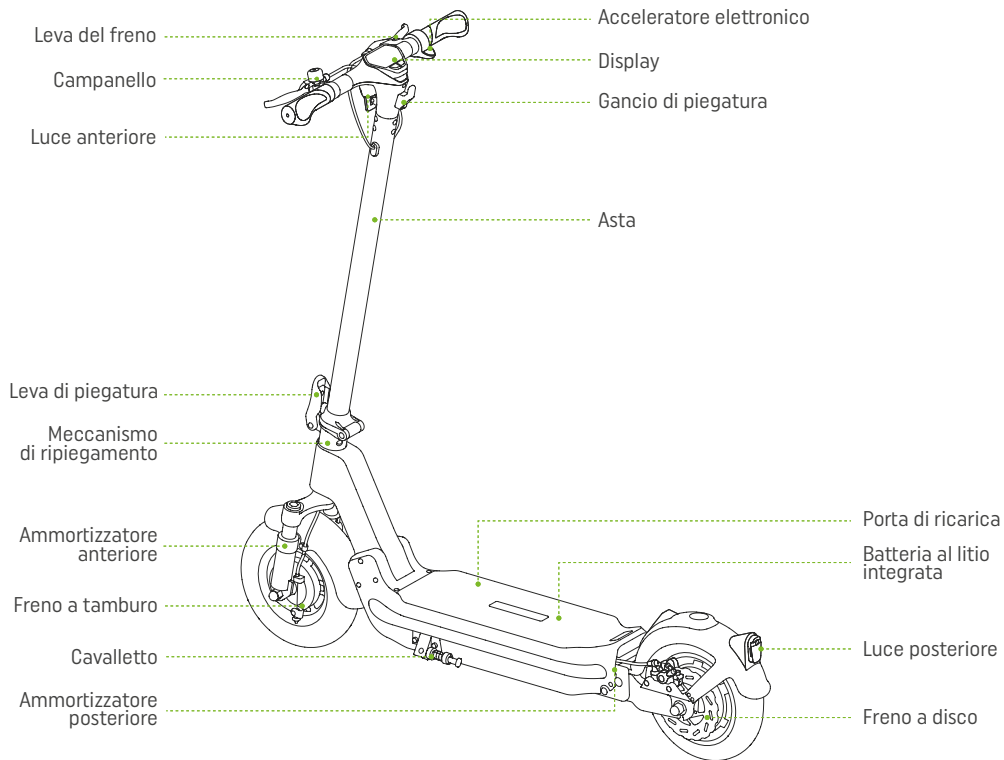 Leva del freno
Campanello
Luce anteriore
Leva di piegatura
Meccanismo
di ripiegamento
Ammortizzatore
anteriore
Freno a tamburo
Cavalletto
Ammortizzatore
posteriore
Acceleratore elettronico
Display
Gancio di piegatura
Asta
Porta di ricarica
Batteria al litio
integrata
Luce posteriore
Freno a disco